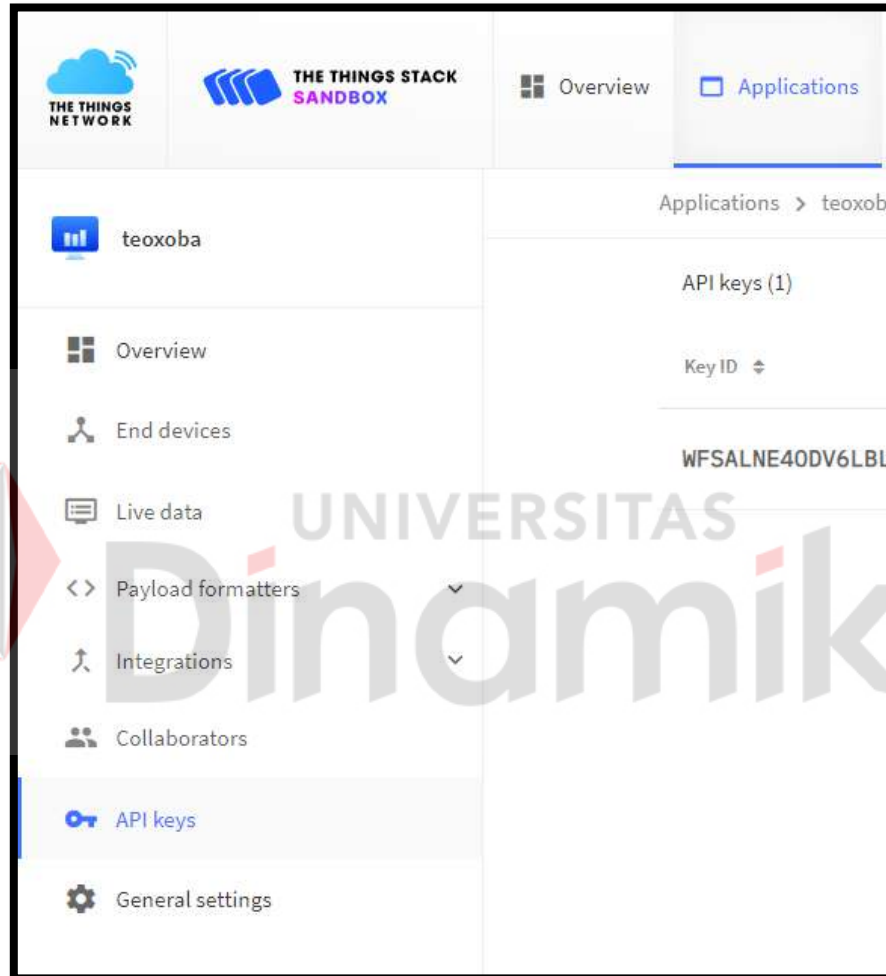 THE THINGS
NETWORK
THE THINGS STACK
SANDBOX
Overview
Applications
teoxoba
Overview
End devices
Live data
Payload formatters
Integrations
Collaborators
API keys
General settings
Applications > teoxob
API keys (1)
Key ID
WFSALNE4ODV6LBL
UNIVERSITAS
Dinamik